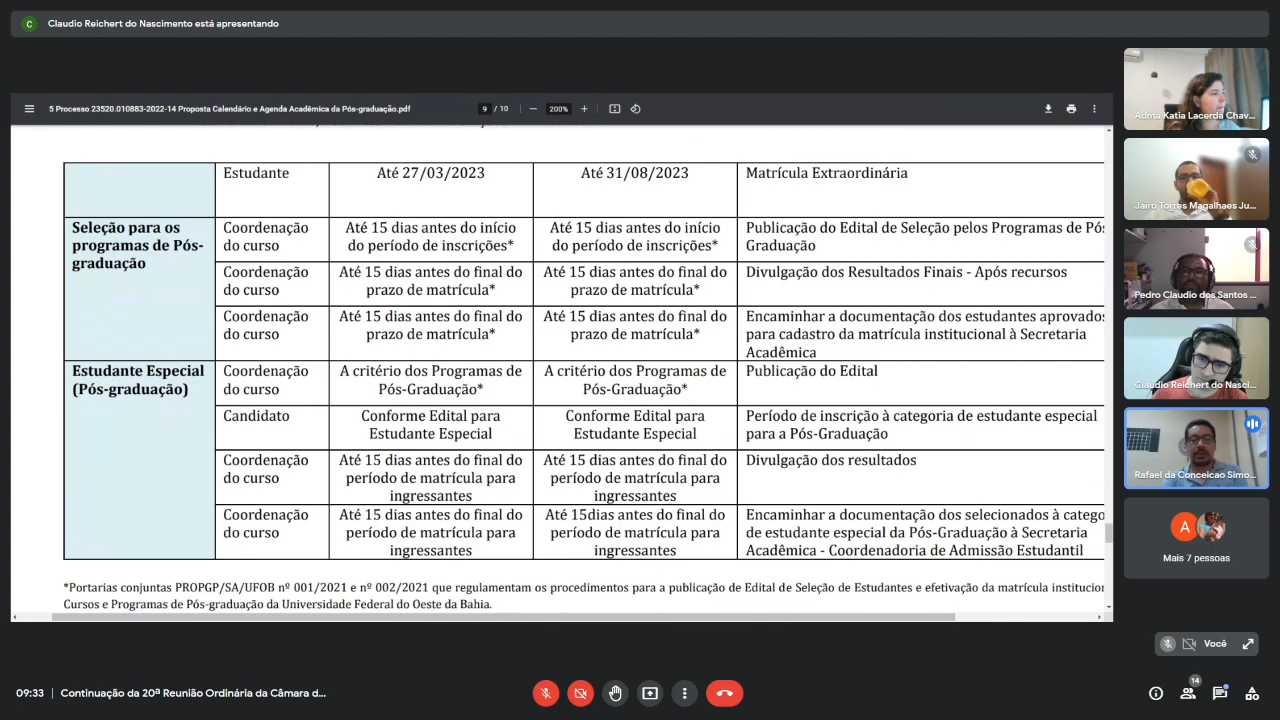 C Claudio Reichert do Nascimento está apresentando
5 Processo 23520.010883-2022-14 Proposta Calendário e Agenda Acadêmica da Pós-graduação.pdf
9 / 10
200%
Estudante
Até 27/03/2023
Até 31/08/2023
Matrícula Extraordinária
Seleção para os
programas de Pós-
graduação
Coordenação
do curso
Até 15 dias antes do início
do período de inscrições*
Até 15 dias antes do início
do período de inscrições*
Publicação do Edital de Seleção pelos Programas de Pós
Graduação
Coordenação
do curso
Até 15 dias antes do final do
prazo de matrícula*
Até 15 dias antes do final do
prazo de matrícula*
Divulgação dos Resultados Finais - Após recursos
Coordenação
do curso
Até 15 dias antes do final do
prazo de matrícula*
Até 15 dias antes do final do
prazo de matrícula*
Encaminhar a documentação dos estudantes aprovados
para cadastro da matrícula institucional à Secretaria
Acadêmica
Estudante Especial
(Pós-graduação)
Coordenação
do curso
A critério dos Programas de
Pós-Graduação*
A critério dos Programas de
Pós-Graduação*
Publicação do Edital
Candidato
Conforme Edital para
Estudante Especial
Conforme Edital para
Estudante Especial
Período de inscrição à categoria de estudante especial
para a Pós-Graduação
Coordenação
do curso
Até 15 dias antes do final do
período de matrícula para
ingressantes
Até 15 dias antes do final do
período de matrícula para
ingressantes
Divulgação dos resultados
Coordenação
do curso
Até 15 dias antes do final do
período de matrícula para
ingressantes
Até 15dias antes do final do
período de matrícula para
ingressantes
Encaminhar a documentação dos selecionados à catego
de estudante especial da Pós-Graduação à Secretaria
Acadêmica - Coordenadoria de Admissão Estudantil
*Portarias conjuntas PROPGP/SA/UFOB nº 001/2021 e nº 002/2021 que regulamentam os procedimentos para a publicação de Edital de Seleção de Estudantes e efetivação da matrícula institucion
Cursos e Programas de Pós-graduação da Universidade Federal do Oeste da Bahia.
Adma Katia Lacerda Chav...
Jairo Torres Magalhaes Ju...
Pedro Claudio dos Santos ...
Claudio Reichert do Nasci...
Rafael da Conceicao Simo...
A
Mais 7 pessoas
Você
09:33 | Continuação da 20ª Reunião Ordinária da Câmara d...
14